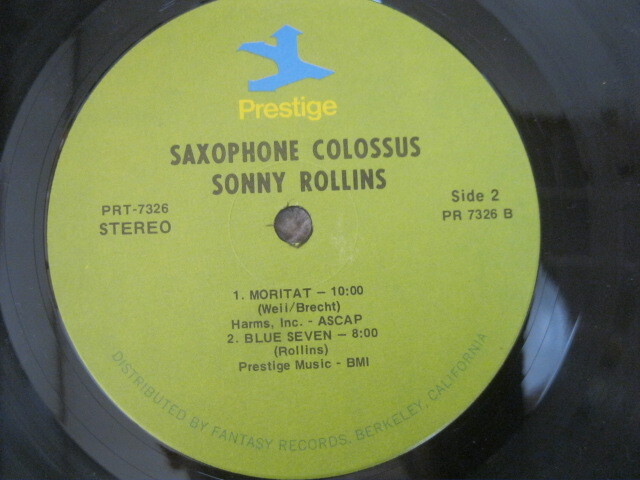 Prestige
SAXOPHONE COLOSSUS
SONNY ROLLINS
PRT-7326
STEREO
Side 2
PR 7326 B
1. MORITAT – 10:00
(Weil/Brecht)
Harms, Inc. - ASCAP
2. BLUE SEVEN – 8:00
(Rollins)
Prestige Music - BMI
DISTRIBUTED BY FANTASY RECORDS, BERKELEY, CALIFORNIA